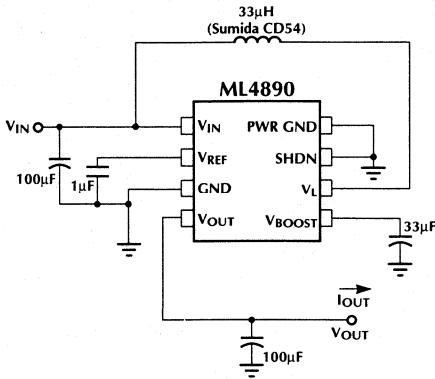 33µH
(Sumida CD54)
ML4890
VIN
VIN
PWR GND
VREF
SHDN
100µF
1µF
GND
VL
VOUT
VBOOST
33µF
IOUT
VOUT
100µF